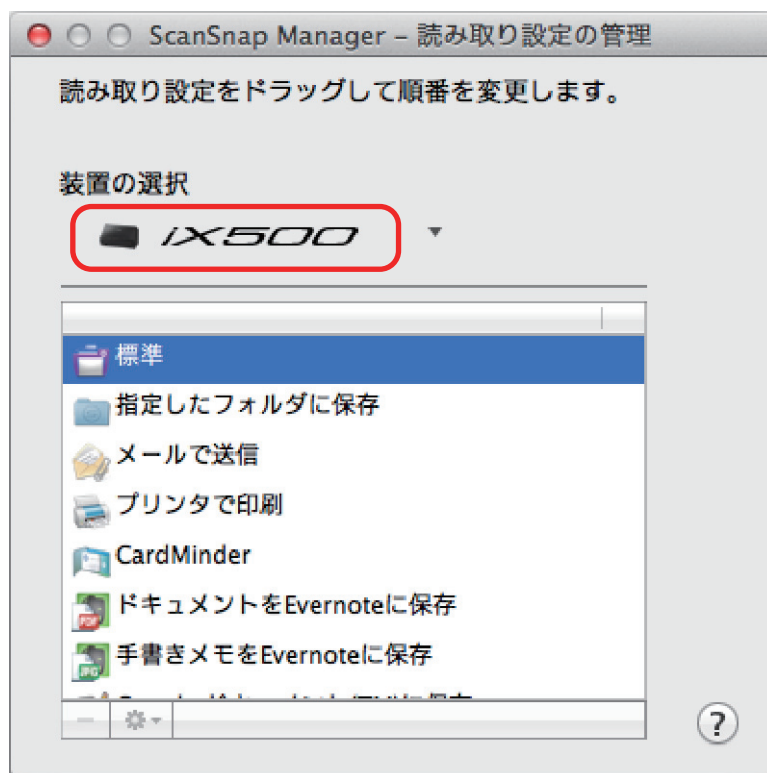 ScanSnap Manager – 読み取り設定の管理
読み取り設定をドラッグして順番を変更します。
装置の選択
iX500
標準
指定したフォルダに保存
メールで送信
プリンタで印刷
CardMinder
ドキュメントをEvernoteに保存
手書きメモをEvernoteに保存
?